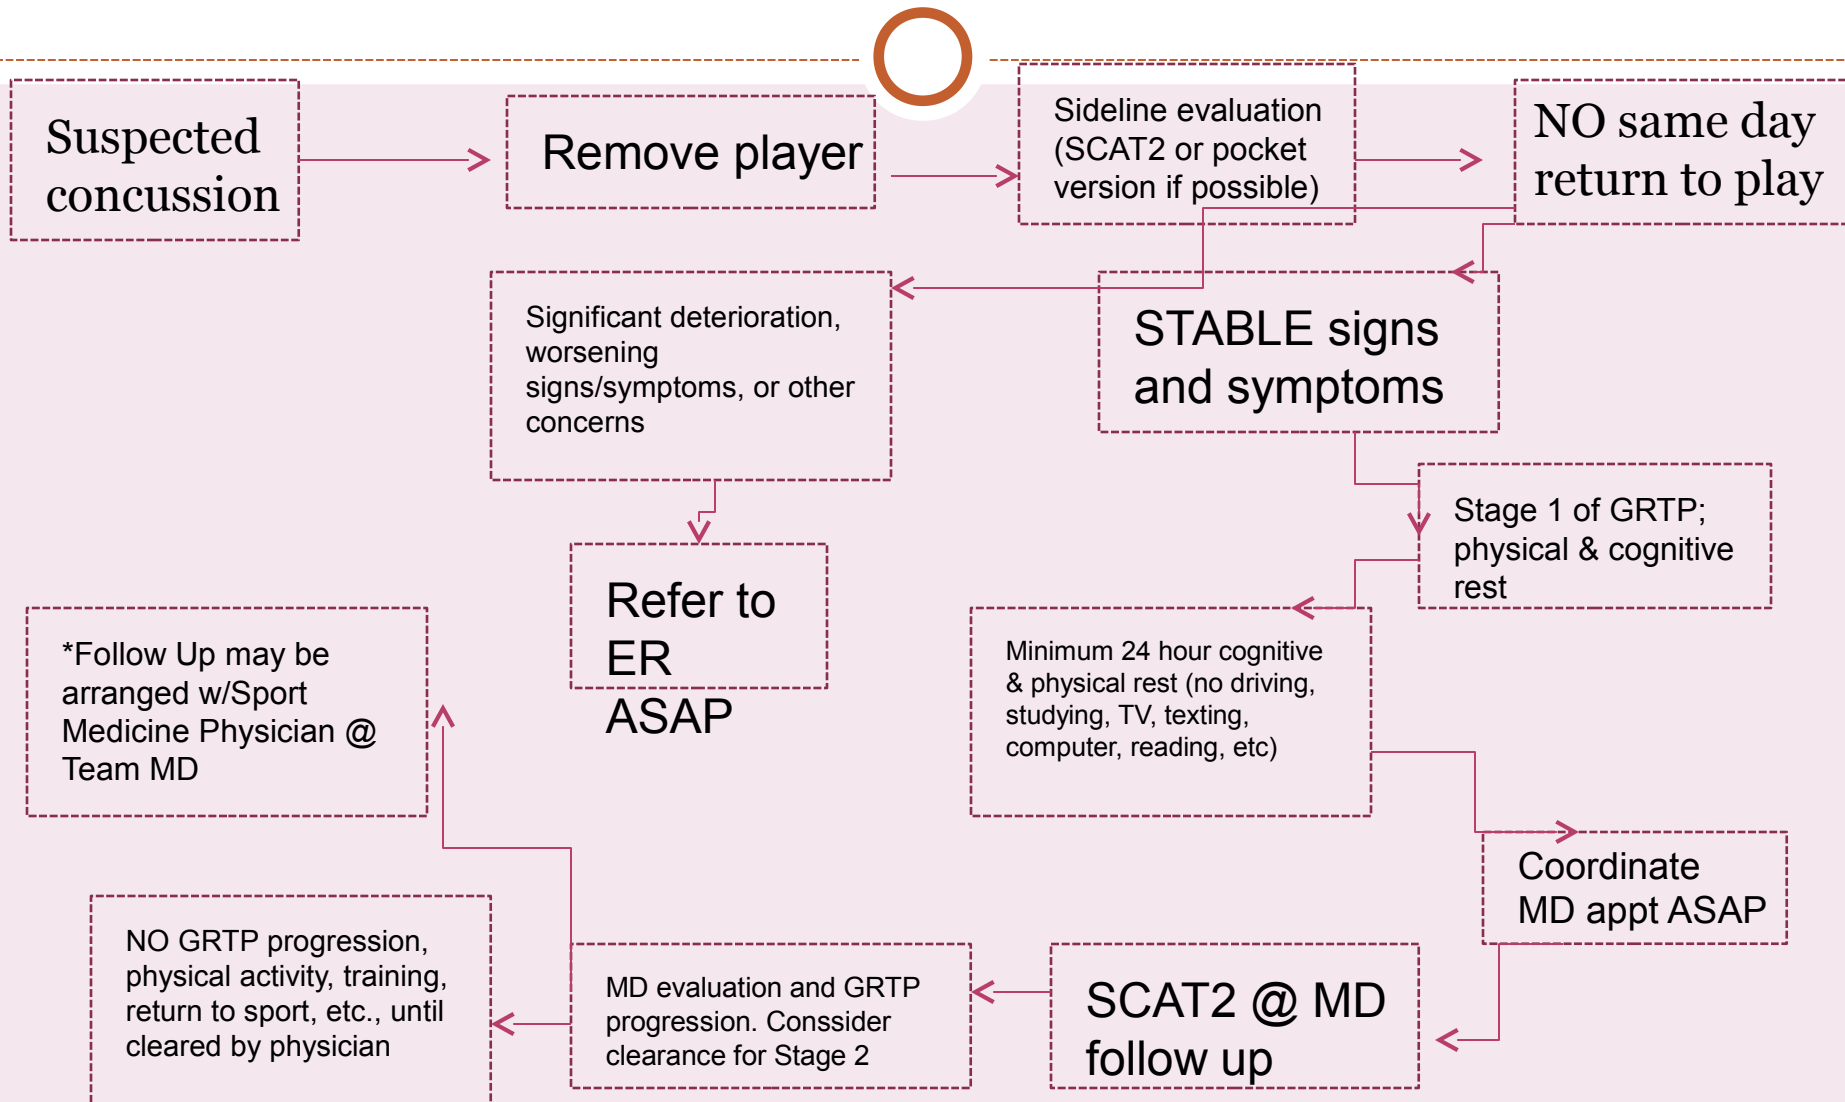 Suspected
concussion
Remove player
Sideline evaluation
(SCAT2 or pocket
version if possible)
NO same day
return to play
Significant deterioration,
worsening
signs/symptoms, or other
concerns
STABLE signs
and symptoms
Stage 1 of GRTP;
physical & cognitive
rest
Refer to
ER
ASAP
*Follow Up may be
arranged w/Sport
Medicine Physician @
Team MD
Minimum 24 hour cognitive
& physical rest (no driving,
studying, TV, texting,
computer, reading, etc)
Coordinate
MD appt ASAP
NO GRTP progression,
physical activity, training,
return to sport, etc., until
cleared by physician
MD evaluation and GRTP
progression. Conssider
clearance for Stage 2
SCAT2 @ MD
follow up